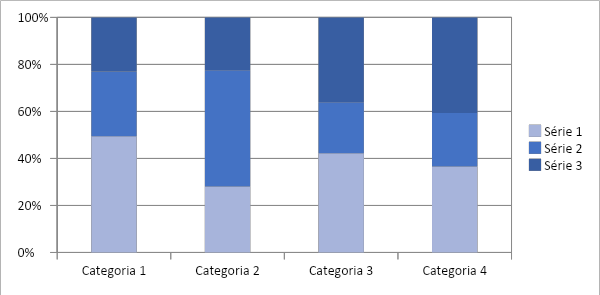 100%
80%
60%
40%
20%
0%
Categoria 1
Categoria 2
Categoria 3
Categoria 4
Série 1
Série 2
Série 3